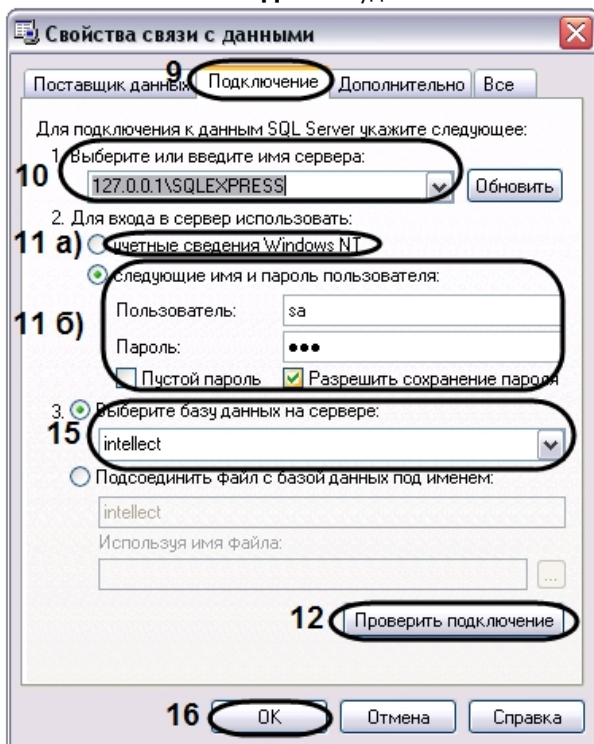 Свойства связи с данными
9
Поставщик данных Подключение Дополнительно Все
Для подключения к данным SQL Server укажите следующее:
1. Выберите или введите имя сервера:
10
127.0.0.1\SQLEXPRESS Обновить
2. Для входа в сервер использовать:
11 а) учетные сведения Windows NT
следующие имя и пароль пользователя:
11 б)
Пользователь: sa
Пароль: •••
Пустой пароль Разрешить сохранение пароля
3. Выберите базу данных на сервере:
15
intellect
Подсоединить файл с базой данных под именем:
intellect
Используя имя файла:
...
12 Проверить подключение
16 OK Отмена Справка